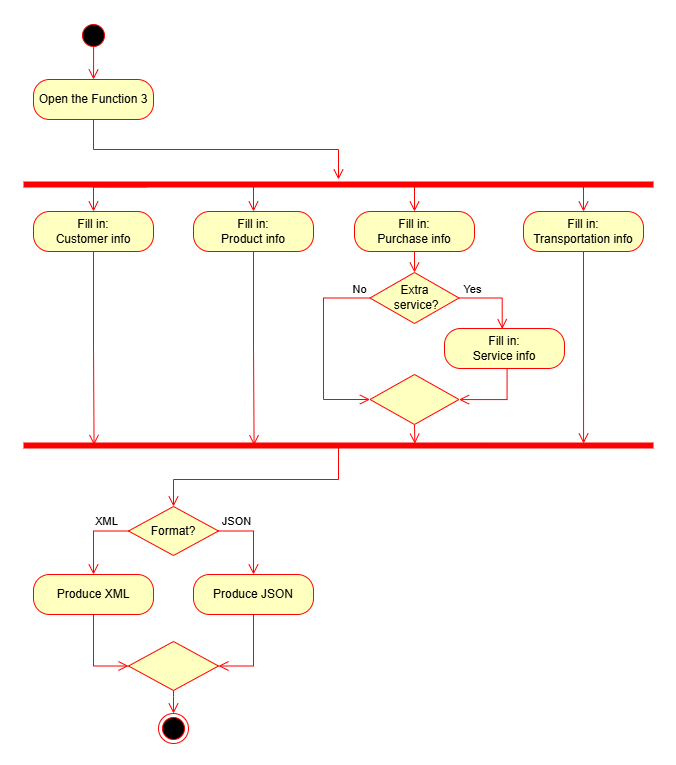 Open the Function 3
Fill in:
Customer info
Fill in:
Product info
Fill in:
Purchase info
Fill in:
Transportation info
No
Extra
service?
Yes
Fill in:
Service info
XML
Format?
JSON
Produce XML
Produce JSON